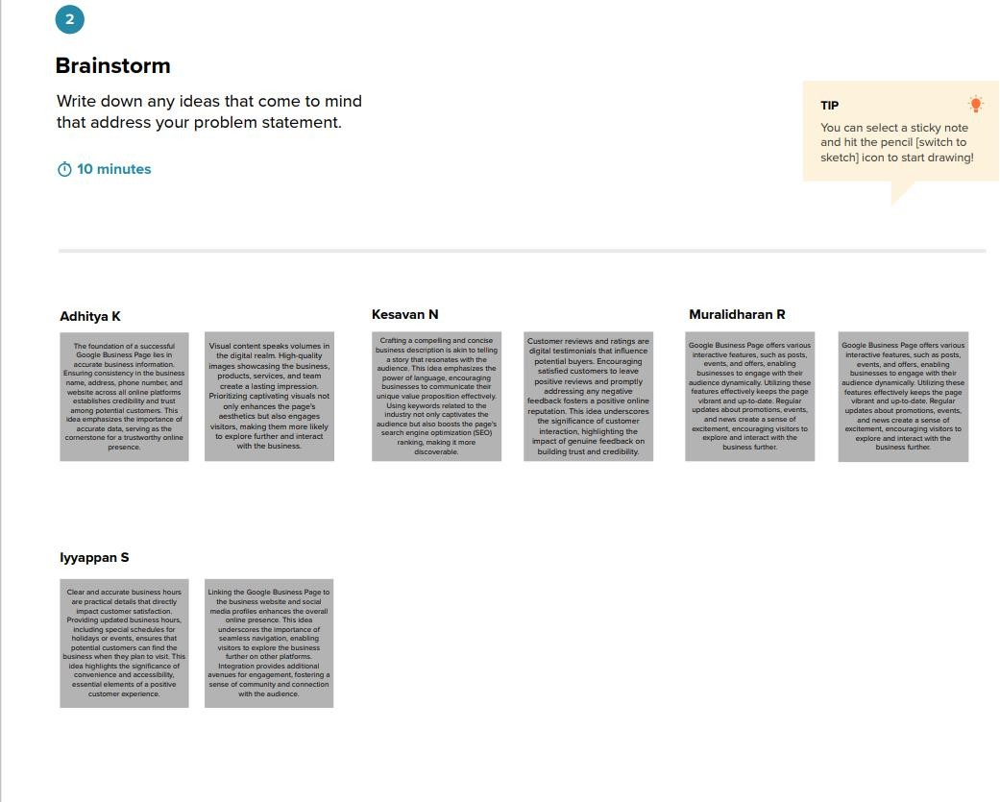 2
Brainstorm
Write down any ideas that come to mind
that address your problem statement.
10 minutes
TIP
You can select a sticky note
and hit the pencil [switch to
sketch] icon to start drawing!
Adhitya K
The foundation of a successful
Google Business Page lies in
accurate business information.
Ensuring consistency in the business
name, address, phone number, and
website across all online platforms
establishes credibility and trust
among potential customers. This
idea emphasizes the importance of
accurate data, serving as the
cornerstone for a trustworthy online
presence.
Visual content speaks volumes in
the digital realm. High-quality
images showcasing the business,
products, services, and team
create a lasting impression.
Prioritizing captivating visuals not
only enhances the page's
aesthetics but also engages
visitors, making them more likely
to explore further and interact
with the business.
Kesavan N
Crafting a compelling and concise
business description is akin to telling
a story that resonates with the
audience. This idea emphasizes the
power of language, encouraging
businesses to communicate their
unique value proposition effectively.
Using keywords related to the
industry not only captivates the
audience but also boosts the page's
search engine optimization (SEO)
ranking, making it more
discoverable.
Customer reviews and ratings are
digital testimonials that influence
potential buyers. Encouraging
satisfied customers to leave
positive reviews and promptly
addressing any negative
feedback fosters a positive online
reputation. This idea underscores
the significance of customer
interaction, highlighting the
impact of genuine feedback on
building trust and credibility.
Muralidharan R
Google Business Page offers various
interactive features, such as posts,
events, and offers, enabling
businesses to engage with their
audience dynamically. Utilizing these
features effectively keeps the page
vibrant and up-to-date. Regular
updates about promotions, events,
and news create a sense of
excitement, encouraging visitors to
explore and interact with the
business further.
Google Business Page offers various
interactive features, such as posts,
events, and offers, enabling
businesses to engage with their
audience dynamically. Utilizing these
features effectively keeps the page
vibrant and up-to-date. Regular
updates about promotions, events,
and news create a sense of
excitement, encouraging visitors to
explore and interact with the
business further.
Iyyappan S
Clear and accurate business hours
are practical details that directly
impact customer satisfaction.
Providing updated business hours,
including special schedules for
holidays or events, ensures that
potential customers can find the
business when they plan to visit. This
idea highlights the significance of
convenience and accessibility,
essential elements of a positive
customer experience.
Linking the Google Business Page to
the business website and social
media profiles enhances the overall
online presence. This idea
underscores the importance of
seamless navigation, enabling
visitors to explore the business
further on other platforms.
Integration provides additional
avenues for engagement, fostering a
sense of community and connection
with the audience.